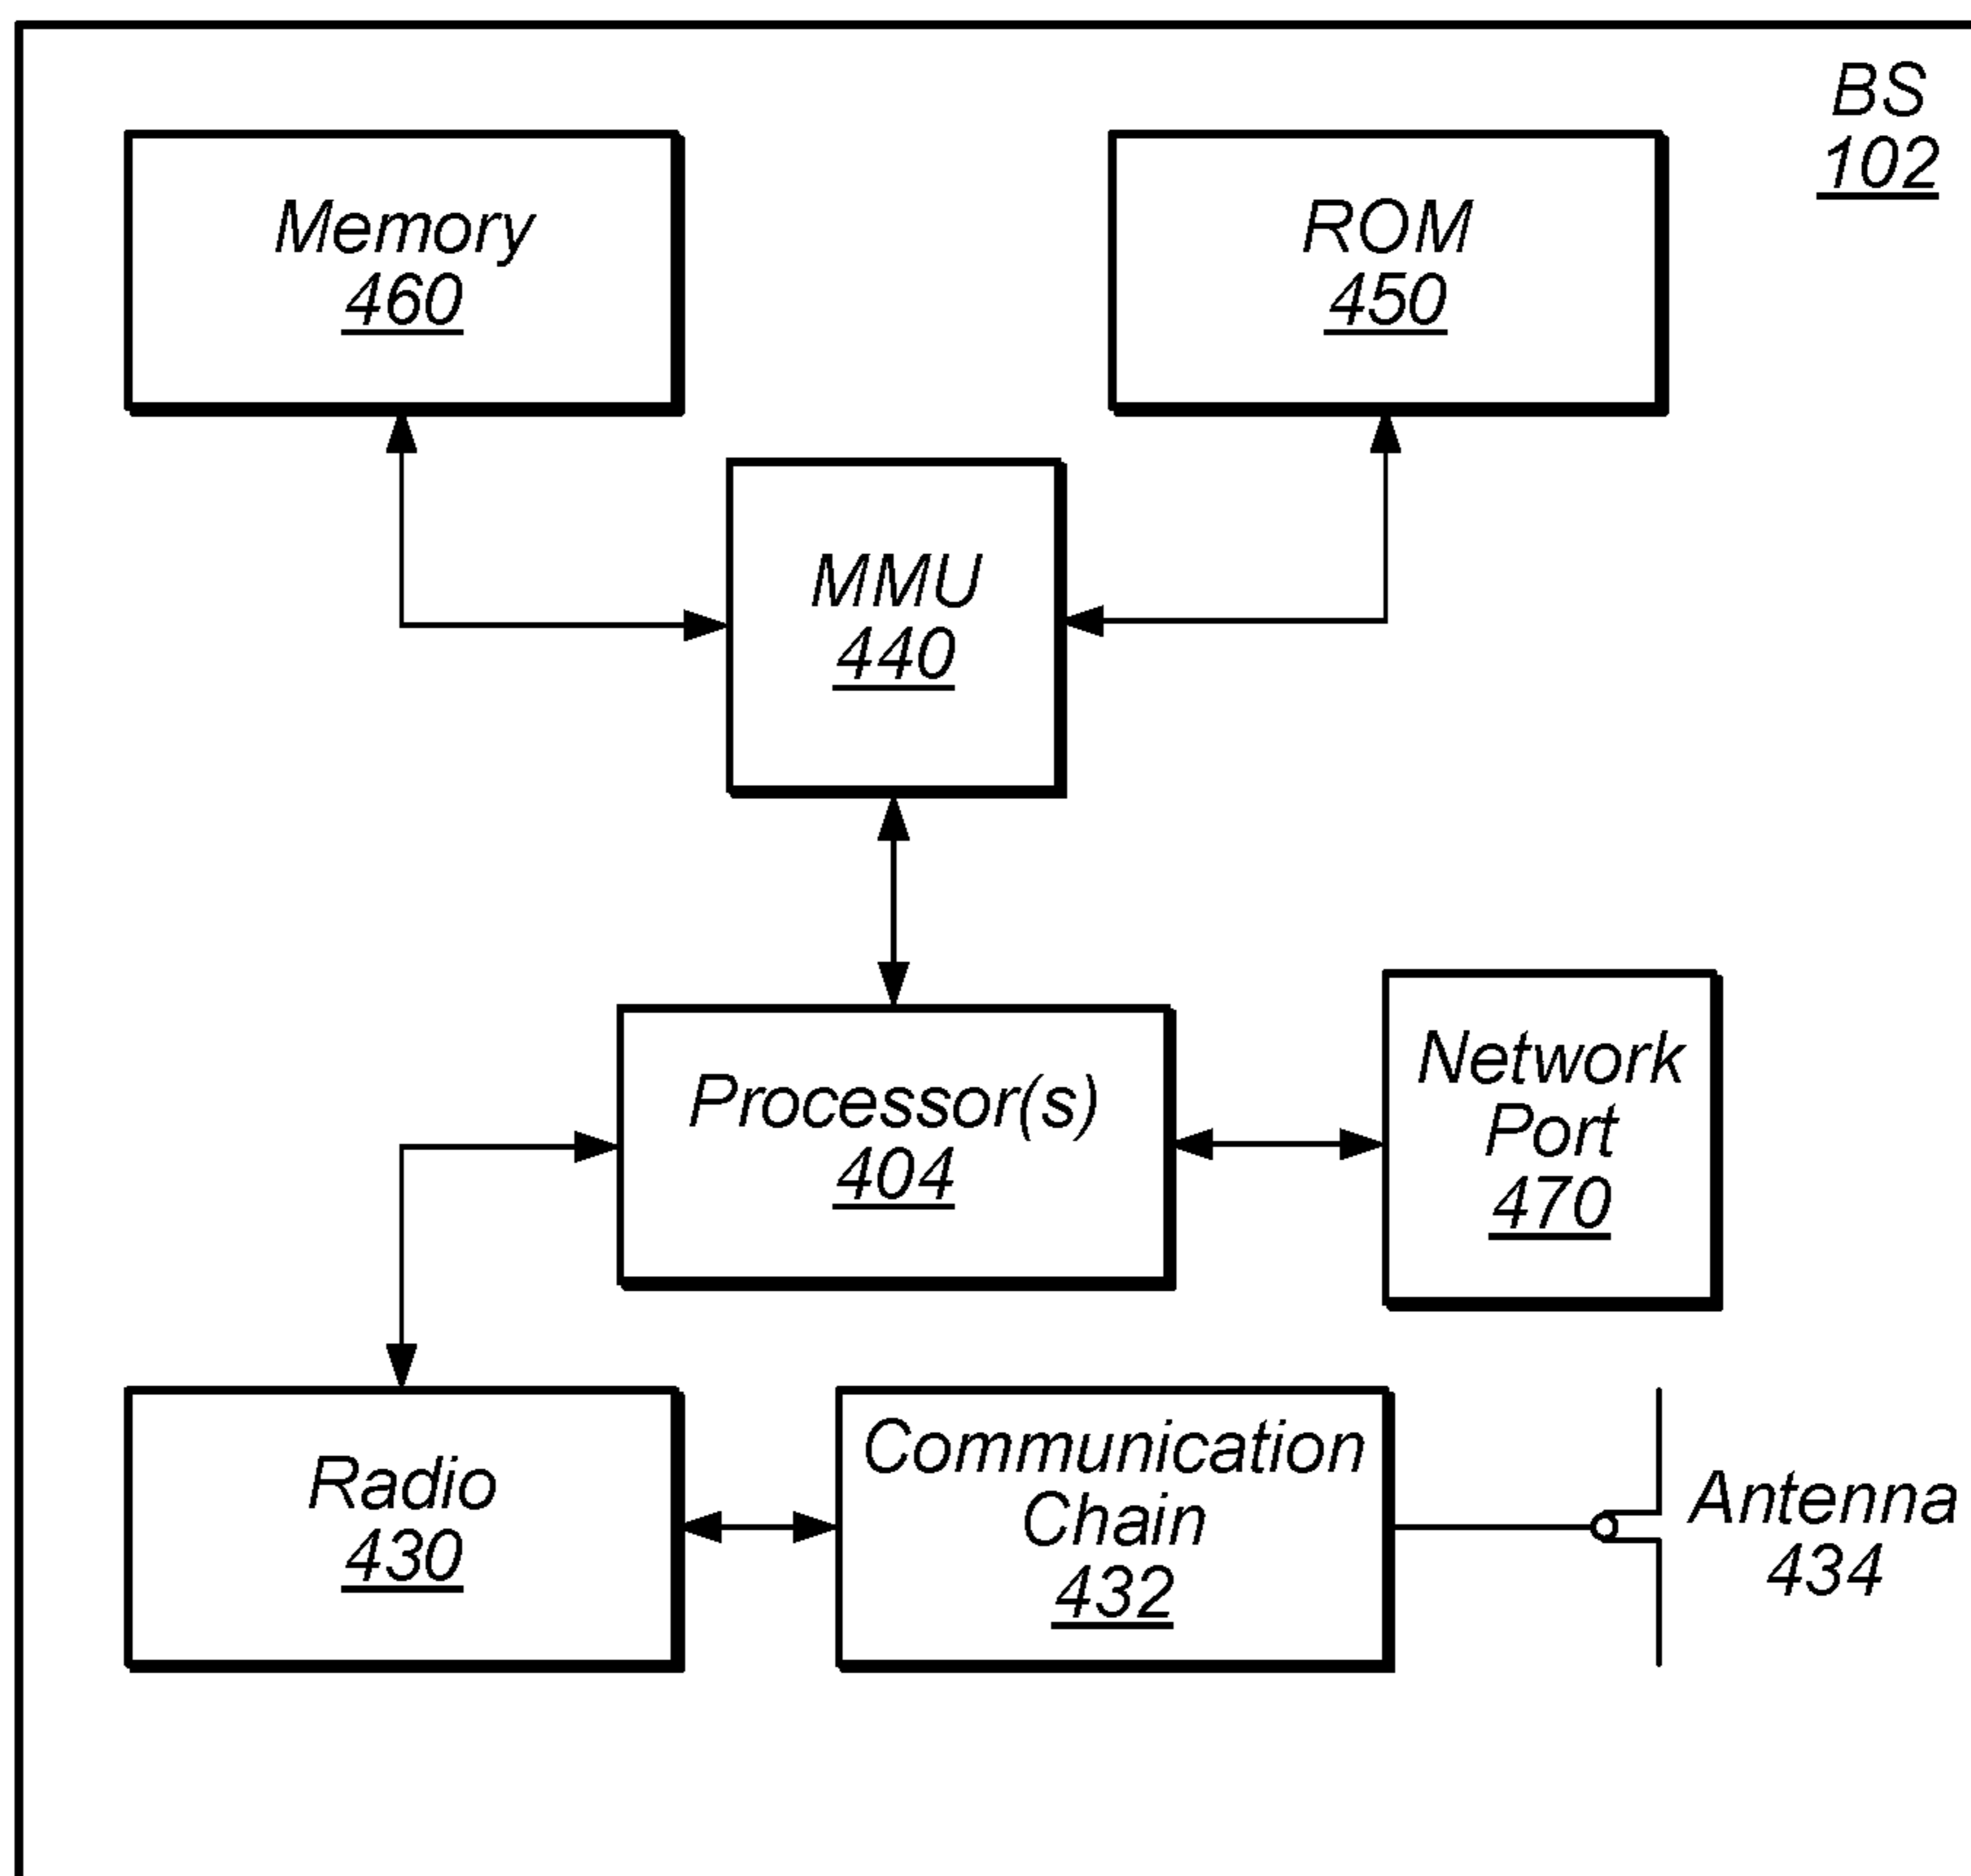 BS
102
Memory
460
ROM
450
MMU
440
Processor(s)
404
Network
Port
470
Radio
430
Communication
Chain
432
Antenna
434